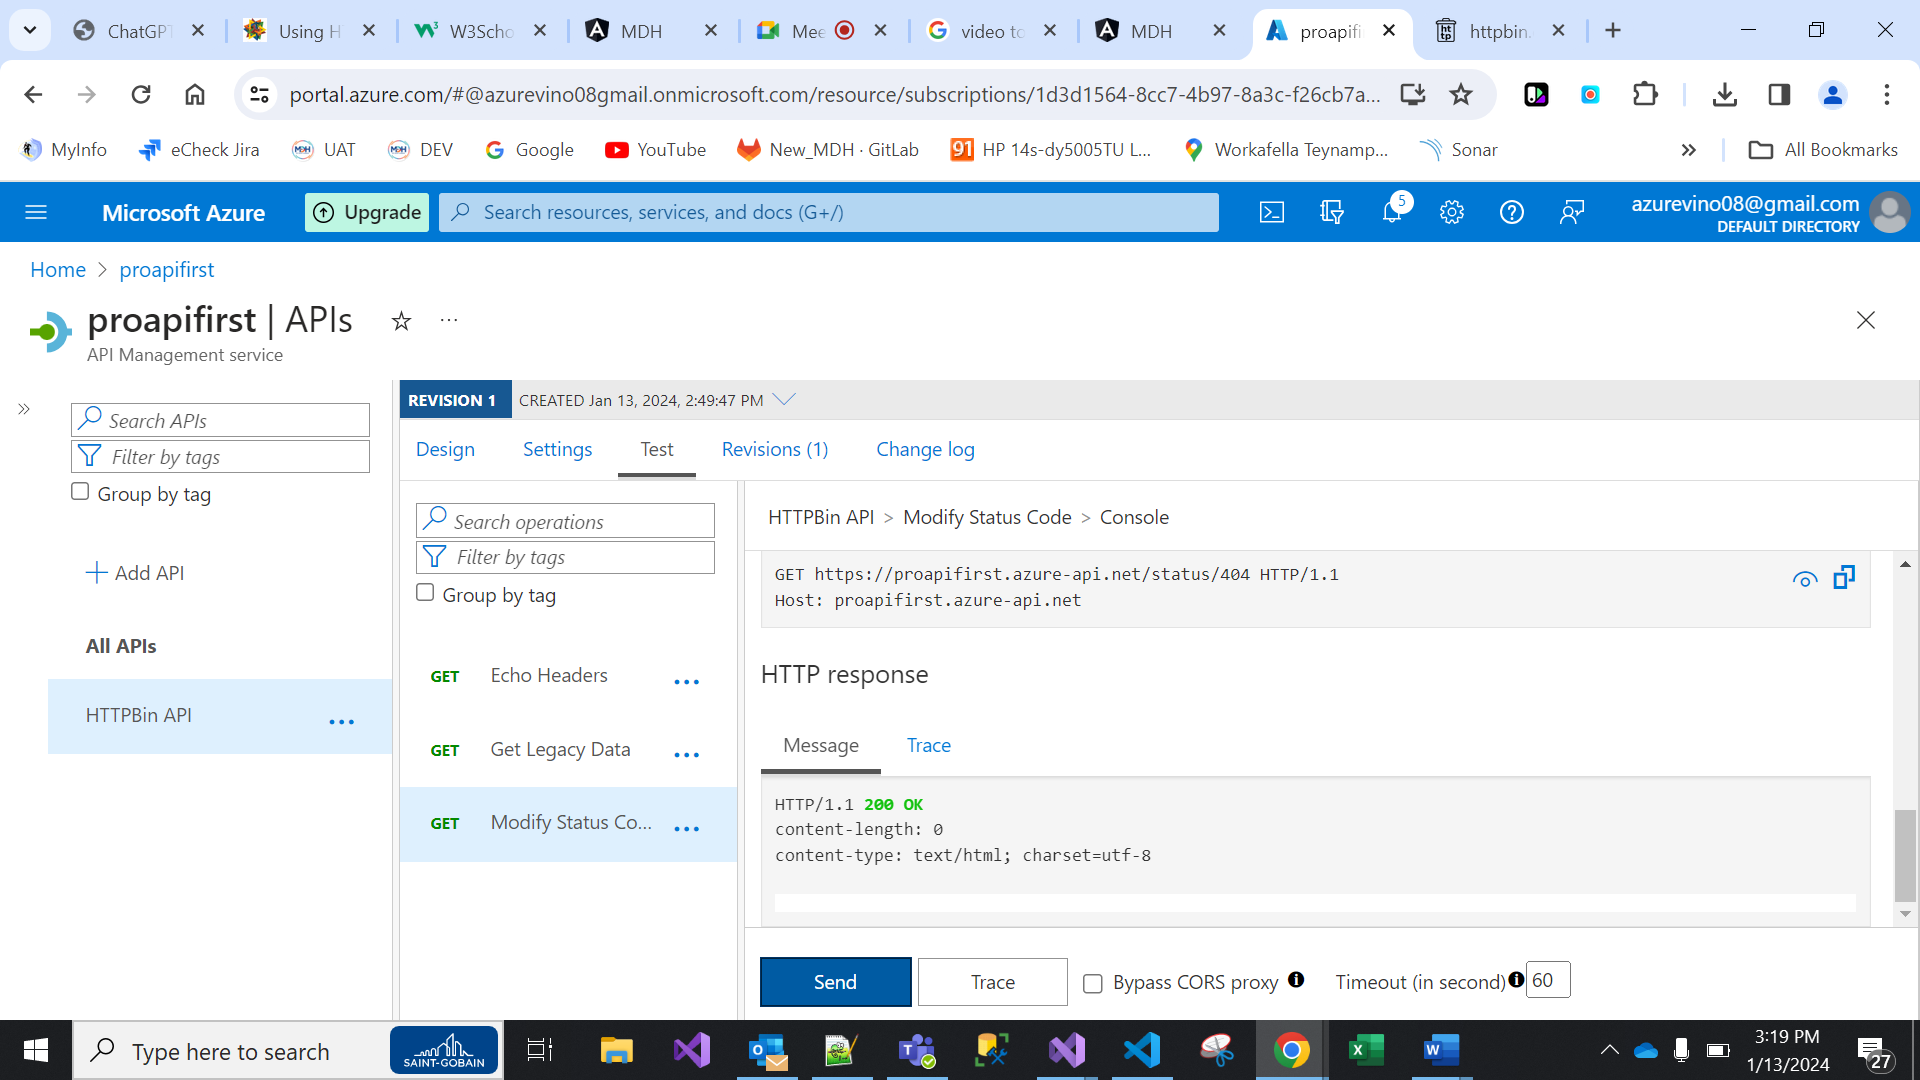 ChatGPT
Using H
W3Scho
MDH
Mee
video to
MDH
proapifi
httpbin.
portal.azure.com/#@azurevino08gmail.onmicrosoft.com/resource/subscriptions/1d3d1564-8cc7-4b97-8a3c-f26cb7a...
MyInfo
eCheck Jira
UAT
DEV
Google
YouTube
New_MDH · GitLab
91 HP 14s-dy5005TU L...
Workafella Teynamp...
Sonar
All Bookmarks
Microsoft Azure
Upgrade
Search resources, services, and docs (G+/)
5
azurevino08@gmail.com
DEFAULT DIRECTORY
Home > proapifirst
proapifirst | APIs
API Management service
Search APIs
Filter by tags
Group by tag
Add API
All APIs
HTTPBin API
REVISION 1 CREATED Jan 13, 2024, 2:49:47 PM
Design Settings Test Revisions (1) Change log
Search operations
Filter by tags
Group by tag
GET Echo Headers
GET Get Legacy Data
GET Modify Status Co...
HTTPBin API > Modify Status Code > Console
GET https://proapifirst.azure-api.net/status/404 HTTP/1.1
Host: proapifirst.azure-api.net
HTTP response
Message Trace
HTTP/1.1 200 OK
content-length: 0
content-type: text/html; charset=utf-8
Send Trace Bypass CORS proxy Timeout (in second) 60
Type here to search
SAINT-GOBAIN
3:19 PM
1/13/2024
27